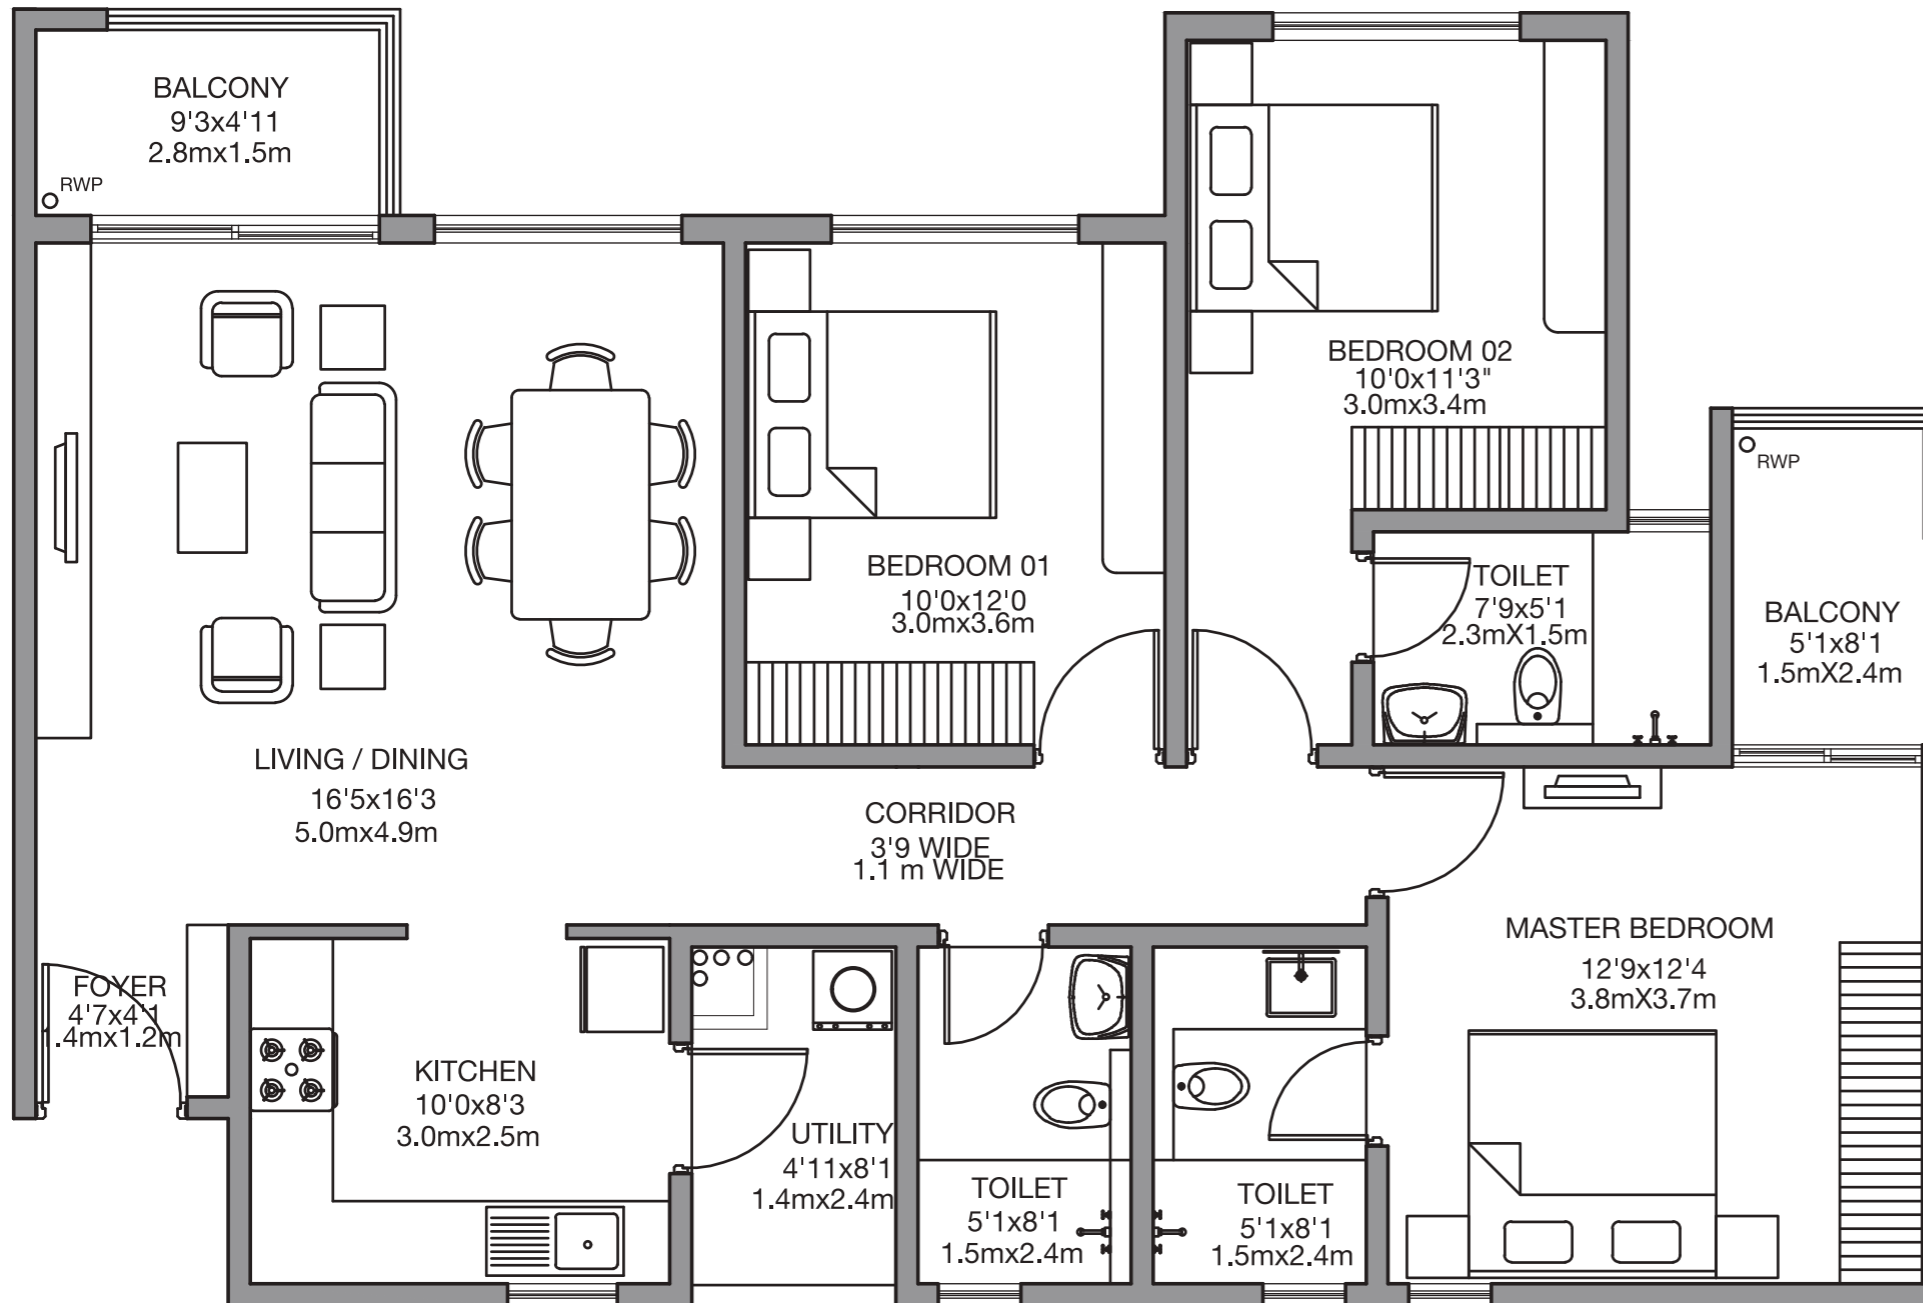 BALCONY
9'3x4'11
2.8mx1.5m
RWP
BEDROOM 02
10'0x11'3"
3.0mx3.4m
RWP
BEDROOM 01
10'0x12'0
3.0mx3.6m
TOILET
7'9x5'1
2.3mX1.5m
BALCONY
5'1x8'1
1.5mX2.4m
LIVING / DINING
16'5x16'3
5.0mx4.9m
CORRIDOR
3'9 WIDE
1.1 m WIDE
MASTER BEDROOM
12'9x12'4
3.8mX3.7m
FOYER
4'7x4'1
1.4mx1.2m
KITCHEN
10'0x8'3
3.0mx2.5m
UTILITY
4'11x8'1
1.4mx2.4m
TOILET
5'1x8'1
1.5mx2.4m
TOILET
5'1x8'1
1.5mx2.4m